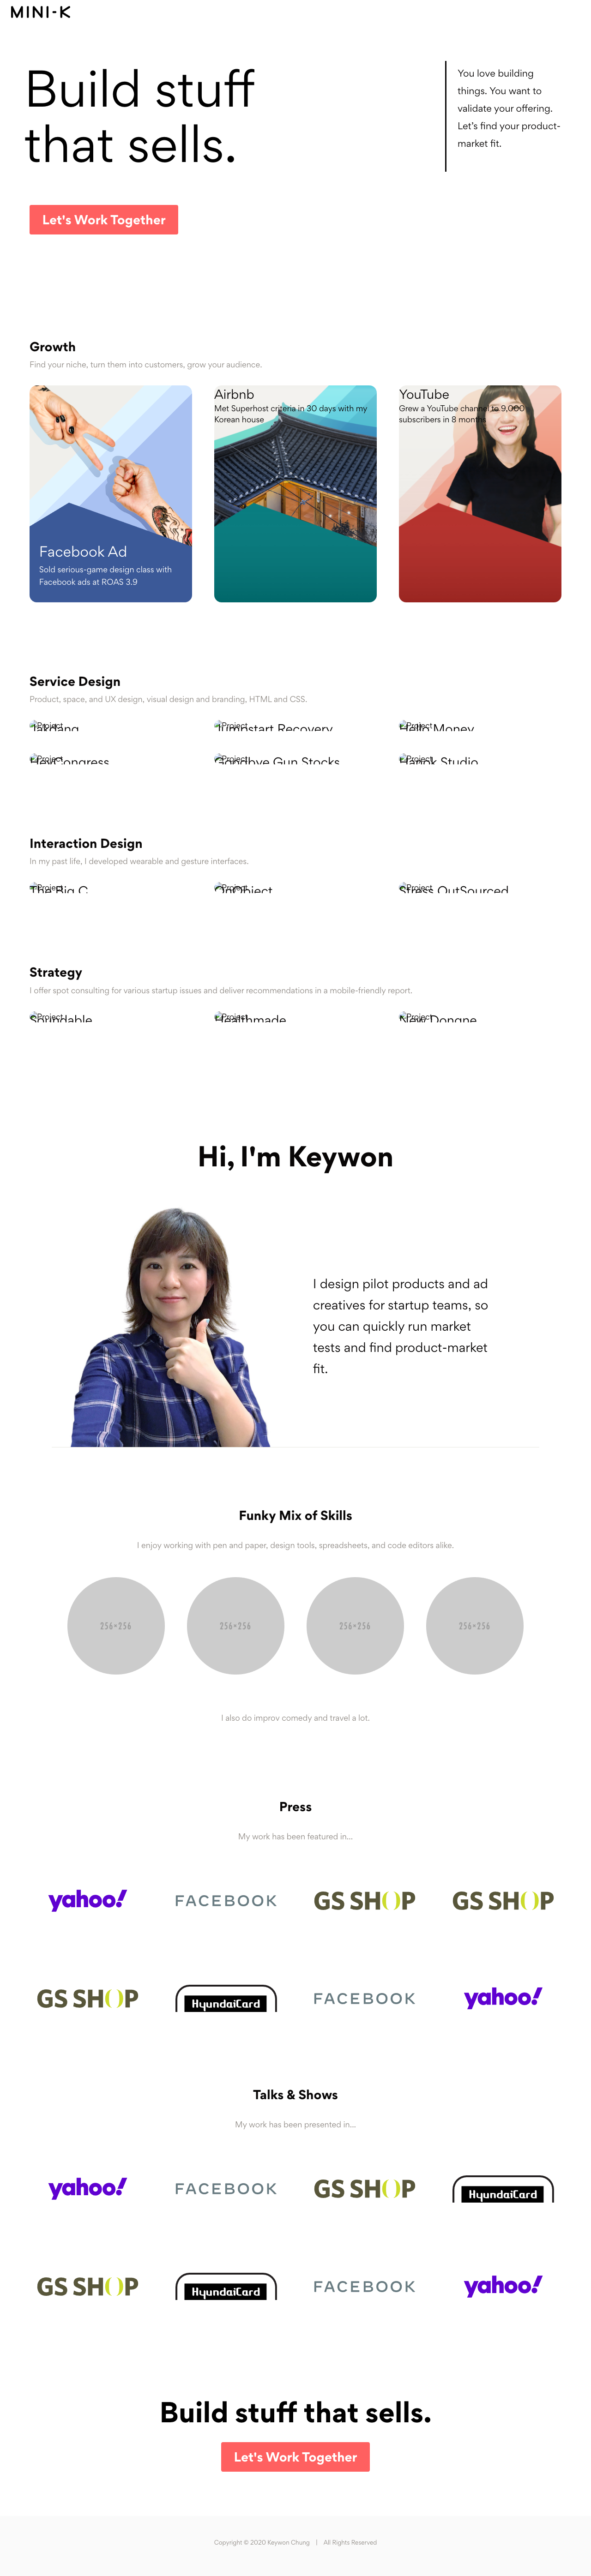 MINI-K
Build stuff
that sells.
You love building
things. You want to
validate your offering.
Let's find your product-
market fit.
Let's Work Together
Growth
Find your niche, turn them into customers, grow your audience.
Facebook Ad
Sold serious-game design class with
Facebook ads at ROAS 3.9
Airbnb
Met Superhost criteria in 30 days with my
Korean house
YouTube
Grew a YouTube channel to 9,000
subscribers in 8 months
Service Design
Product, space, and UX design, visual design and branding, HTML and CSS.
Project
Jakdang
Project
Jumpstart Recovery
Project
Hello Money
Project
HeyCongress
Project
Goodbye Gun Stocks
Project
Hanok Studio
Interaction Design
In my past life, I developed wearable and gesture interfaces.
Project
The Big C
Project
OnObject
Project
Stress OutSourced
Strategy
I offer spot consulting for various startup issues and deliver recommendations in a mobile-friendly report.
Project
Soundable
Project
Healthmade
Project
New Dongne
Hi, I'm Keywon
I design pilot products and ad
creatives for startup teams, so
you can quickly run market
tests and find product-market
fit.
Funky Mix of Skills
I enjoy working with pen and paper, design tools, spreadsheets, and code editors alike.
256×256 256×256 256×256 256×256
I also do improv comedy and travel a lot.
Press
My work has been featured in...
yahoo! FACEBOOK GS SHOP GS SHOP
GS SHOP HyundaiCard FACEBOOK yahoo!
Talks & Shows
My work has been presented in...
yahoo! FACEBOOK GS SHOP HyundaiCard
GS SHOP HyundaiCard FACEBOOK yahoo!
Build stuff that sells.
Let's Work Together
Copyright © 2020 Keywon Chung | All Rights Reserved